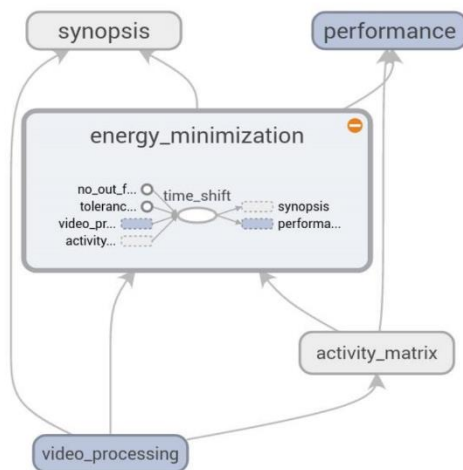 synopsis
performance
energy_minimization
no_out_f...
time_shift
toleranc...
synopsis
video_pr...
performa...
activity...
activity_matrix
video_processing